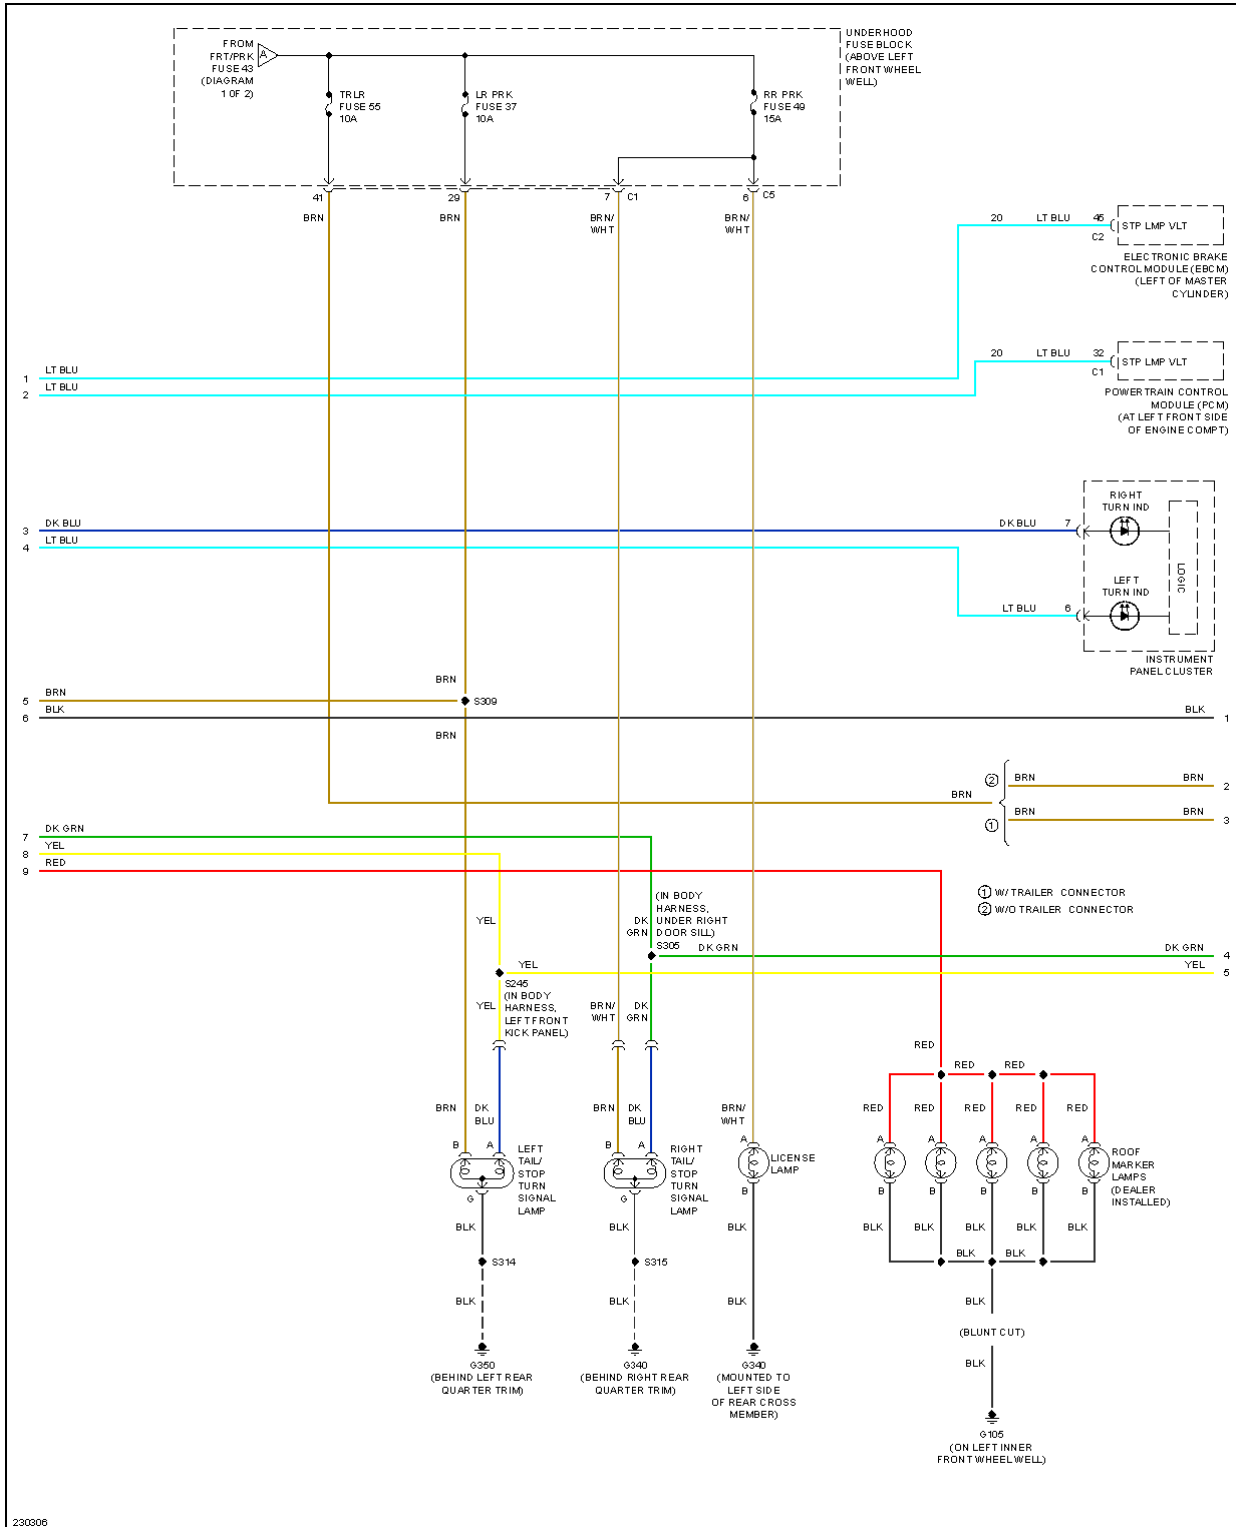 UNDERHOOD
FUSE BLOCK
(ABOVE LEFT
FRONT WHEEL
WELL)
FROM
FRT/PRK
FUSE 43
(DIAGRAM
1 OF 2)
A
TRLR
FUSE 55
10A
LR PRK
FUSE 37
10A
RR PRK
FUSE 49
15A
41
29
7
C1
6
C5
BRN
BRN
BRN/
WHT
BRN/
WHT
20
LT BLU
45
C2
STP LMP VLT
ELECTRONIC BRAKE
CONTROL MODULE (EBCM)
(LEFT OF MASTER
CYLINDER)
20
LT BLU
32
C1
STP LMP VLT
POWERTRAIN CONTROL
MODULE (PCM)
(AT LEFT FRONT SIDE
OF ENGINE COMPT)
1
LT BLU
2
LT BLU
3
DK BLU
4
LT BLU
DK BLU
7
RIGHT
TURN IND
LT BLU
6
LEFT
TURN IND
LOGIC
INSTRUMENT
PANEL CLUSTER
BRN
5
BRN
S309
6
BLK
BLK
1
BRN
BRN
2
BRN
BRN
2
1
BRN
BRN
3
7
DK GRN
8
YEL
9
RED
1 W/ TRAILER CONNECTOR
2 W/O TRAILER CONNECTOR
(IN BODY
HARNESS,
UNDER RIGHT
DOOR SILL)
YEL
DK
GRN
S305
DK GRN
DK GRN
4
YEL
YEL
5
S245
(IN BODY
HARNESS,
LEFT FRONT
KICK PANEL)
YEL
BRN/
WHT
DK
GRN
RED
RED
RED
BRN
DK
BLU
BRN
DK
BLU
BRN/
WHT
RED
RED
RED
RED
RED
B
A
LEFT
TAIL/
STOP
TURN
SIGNAL
LAMP
G
B
A
RIGHT
TAIL/
STOP
TURN
SIGNAL
LAMP
G
A
LICENSE
LAMP
B
A
A
A
A
A
B
B
B
B
B
ROOF
MARKER
LAMPS
(DEALER
INSTALLED)
BLK
BLK
BLK
BLK
BLK
BLK
BLK
BLK
S314
S315
BLK
BLK
BLK
BLK
BLK
BLK
(BLUNT CUT)
BLK
G350
(BEHIND LEFT REAR
QUARTER TRIM)
G340
(BEHIND RIGHT REAR
QUARTER TRIM)
G340
(MOUNTED TO
LEFT SIDE
OF REAR CROSS
MEMBER)
G105
(ON LEFT INNER
FRONT WHEEL WELL)
230306